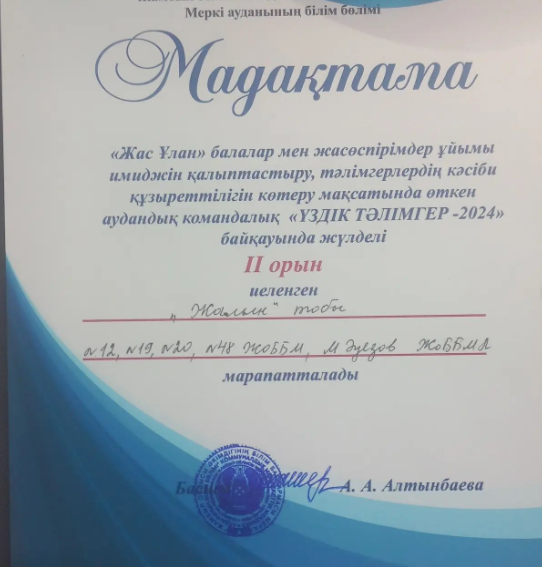 Меркі ауданының білім бөлімі
Мадақтама
«Жас Ұлан» балалар мен жасөспірімдер ұйымы
имиджін қалыптастыру, тәлімгерлердің кәсіби
құзыреттілігін көтеру мақсатында өткен
аудандық командалық «ҮЗДІК ТӘЛІМГЕР -2024»
байқауында жүлделі
II орын
иеленген
„Жалын“ тобы
№12, №19, №20, №48 ЖОББМ, М Әуезов ЖОББМЛ
марапатталады
А. А. Алтынбаева